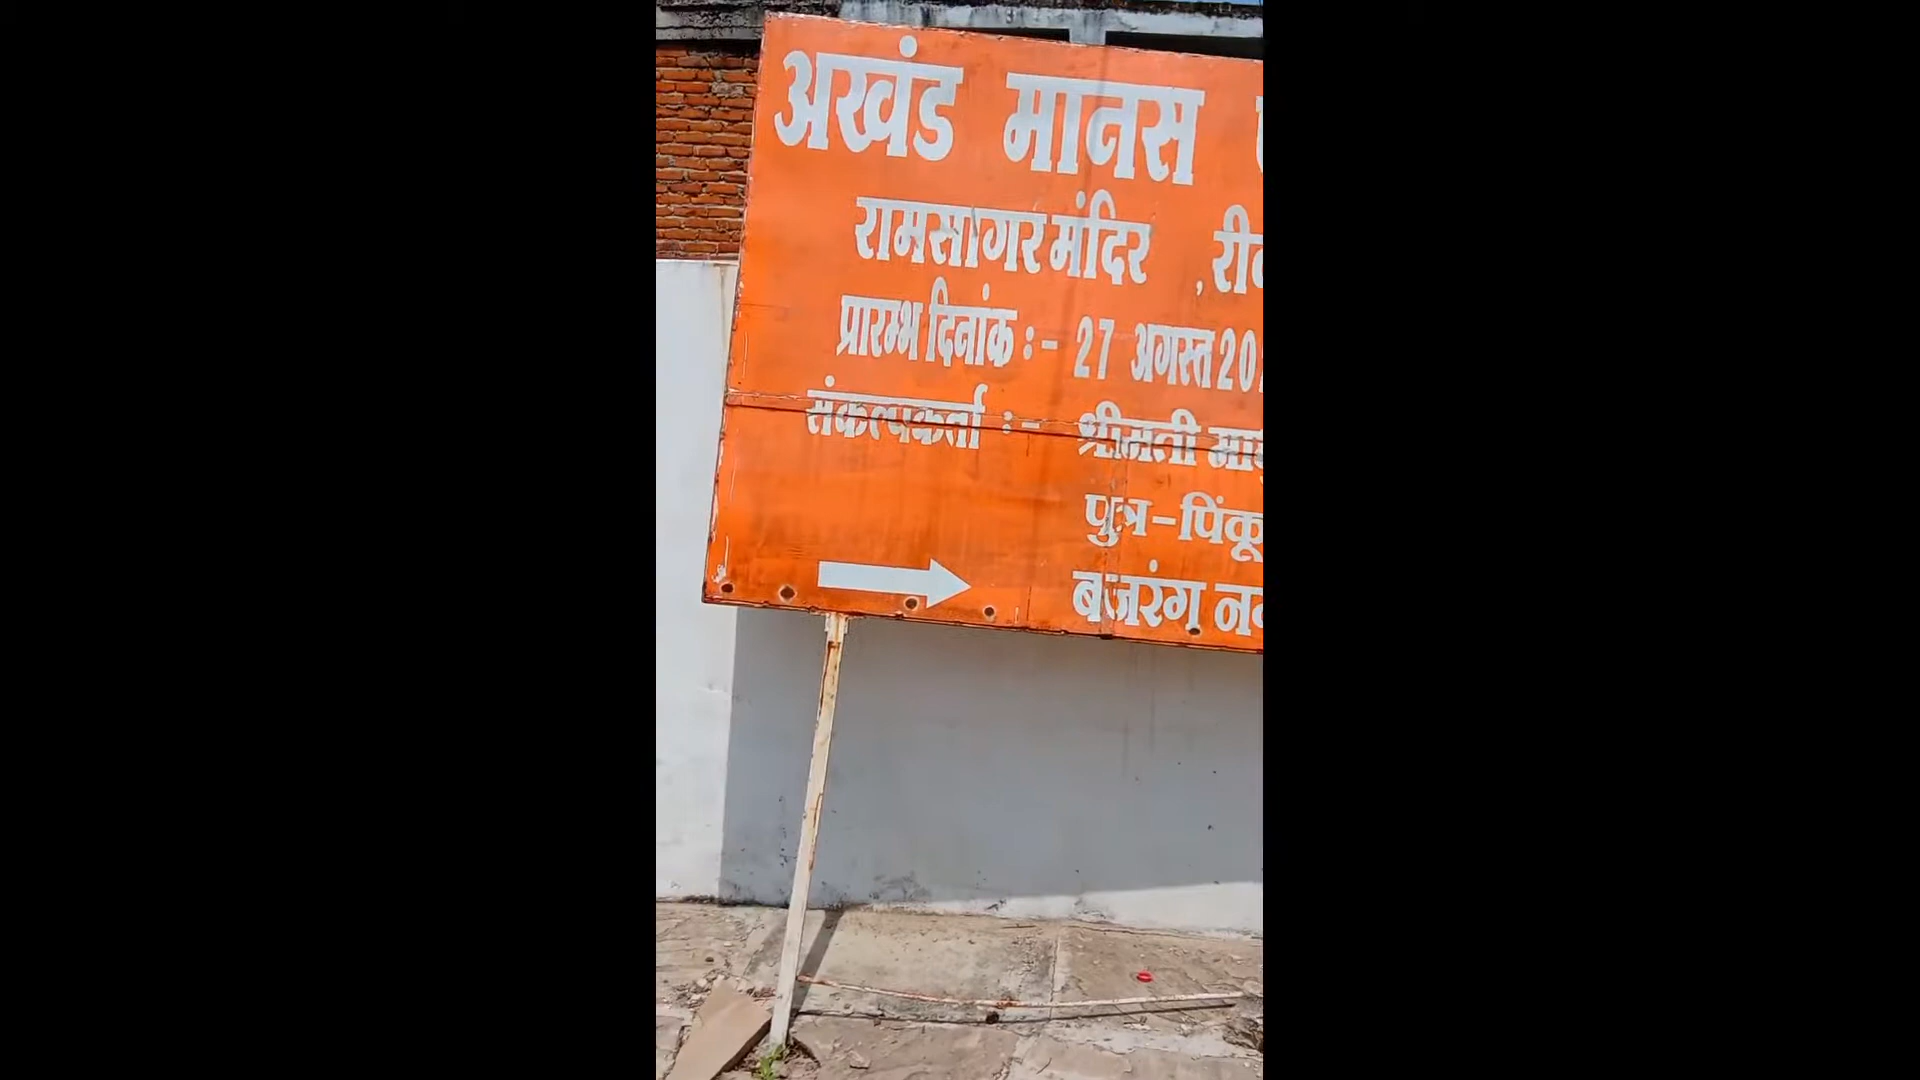 अखंड मानस
रामसागर मंदिर ,
प्रारम्भ दिनांक :- 27 अगस्त
संकल्पकर्ता :- श्रीमती
पुत्र-पिंकू
बजरंग